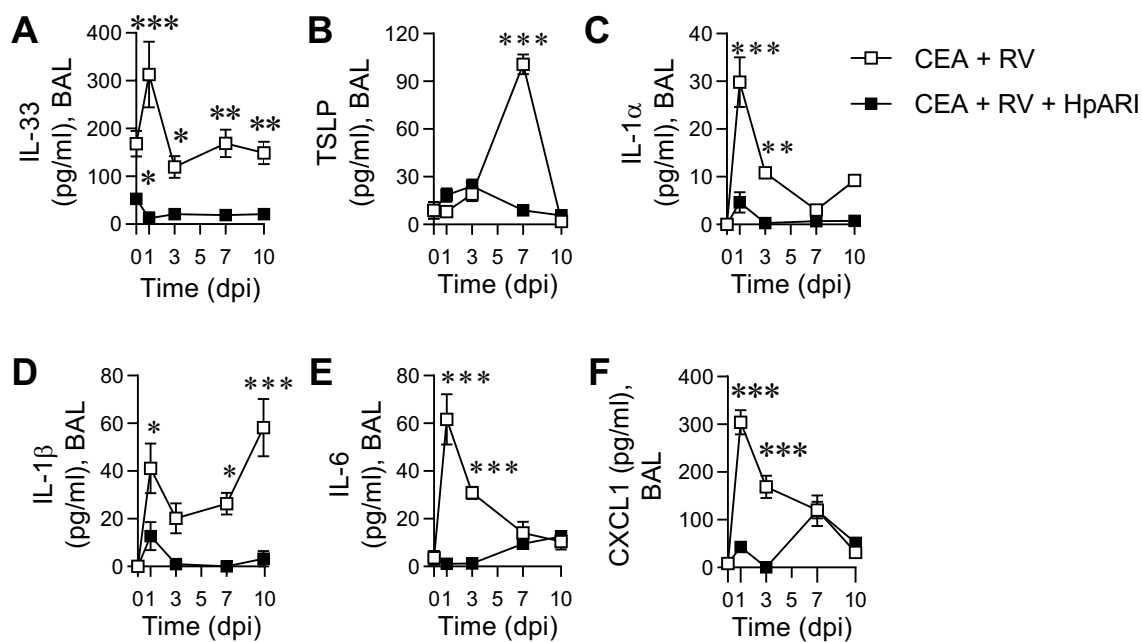 A
IL-33
(pg/ml), BAL
400
300
200
100
0
***
*
**
**
*
0 1 3 5 7 10
Time (dpi)
B
TSLP
(pg/ml), BAL
120
90
60
30
0
***
0 1 3 5 7 10
Time (dpi)
C
IL-1α
(pg/ml), BAL
40
30
20
10
0
***
**
0 1 3 5 7 10
Time (dpi)
CEA + RV
CEA + RV + HpARI
D
IL-1β
(pg/ml), BAL
80
60
40
20
0
*
*
***
0 1 3 5 7 10
Time (dpi)
E
IL-6
(pg/ml), BAL
80
60
40
20
0
***
***
0 1 3 5 7 10
Time (dpi)
F
CXCL1 (pg/ml),
BAL
400
300
200
100
0
***
***
0 1 3 5 7 10
Time (dpi)